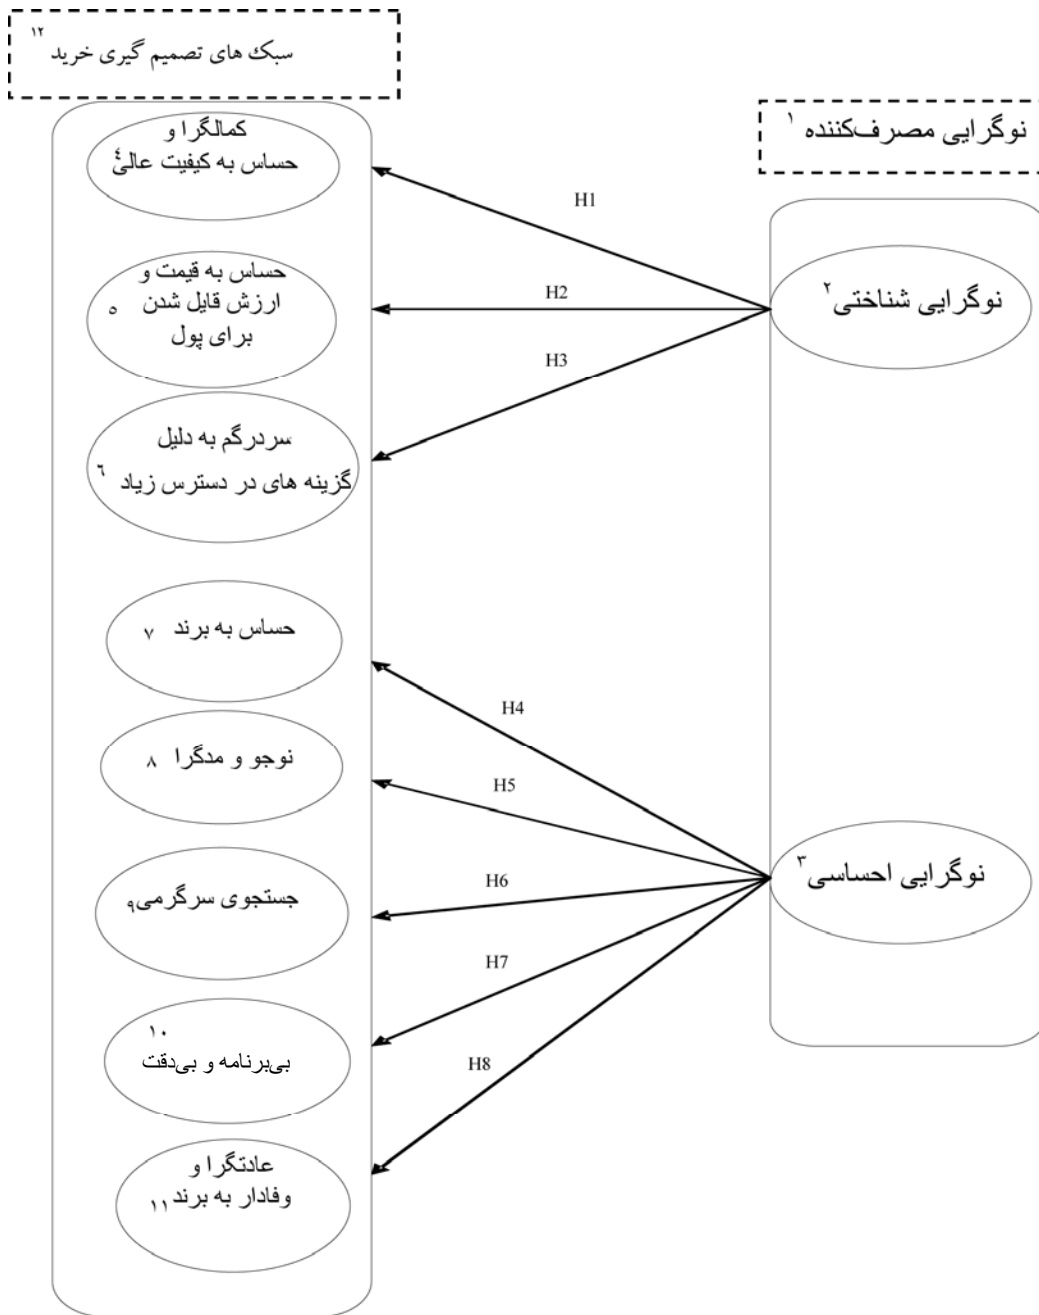 سبک های تصمیم گیری خرید ۱۲
نوگرایی مصرف‌کننده ۱
کمالگرا و
حساس به کیفیت عالی ٤
H1
حساس به قیمت و
ارزش قایل شدن ٥
برای پول
H2
نوگرایی شناختی ۲
H3
سردرگم به دلیل
گزینه های در دسترس زیاد ٦
حساس به برند ۷
H4
نوجو و مدگرا ۸
H5
نوگرایی احساسی ۳
جستجوی سرگرمی ۹
H6
H7
۱۰
بی‌برنامه و بی‌دقت
H8
عادتگرا و
وفادار به برند ۱۱